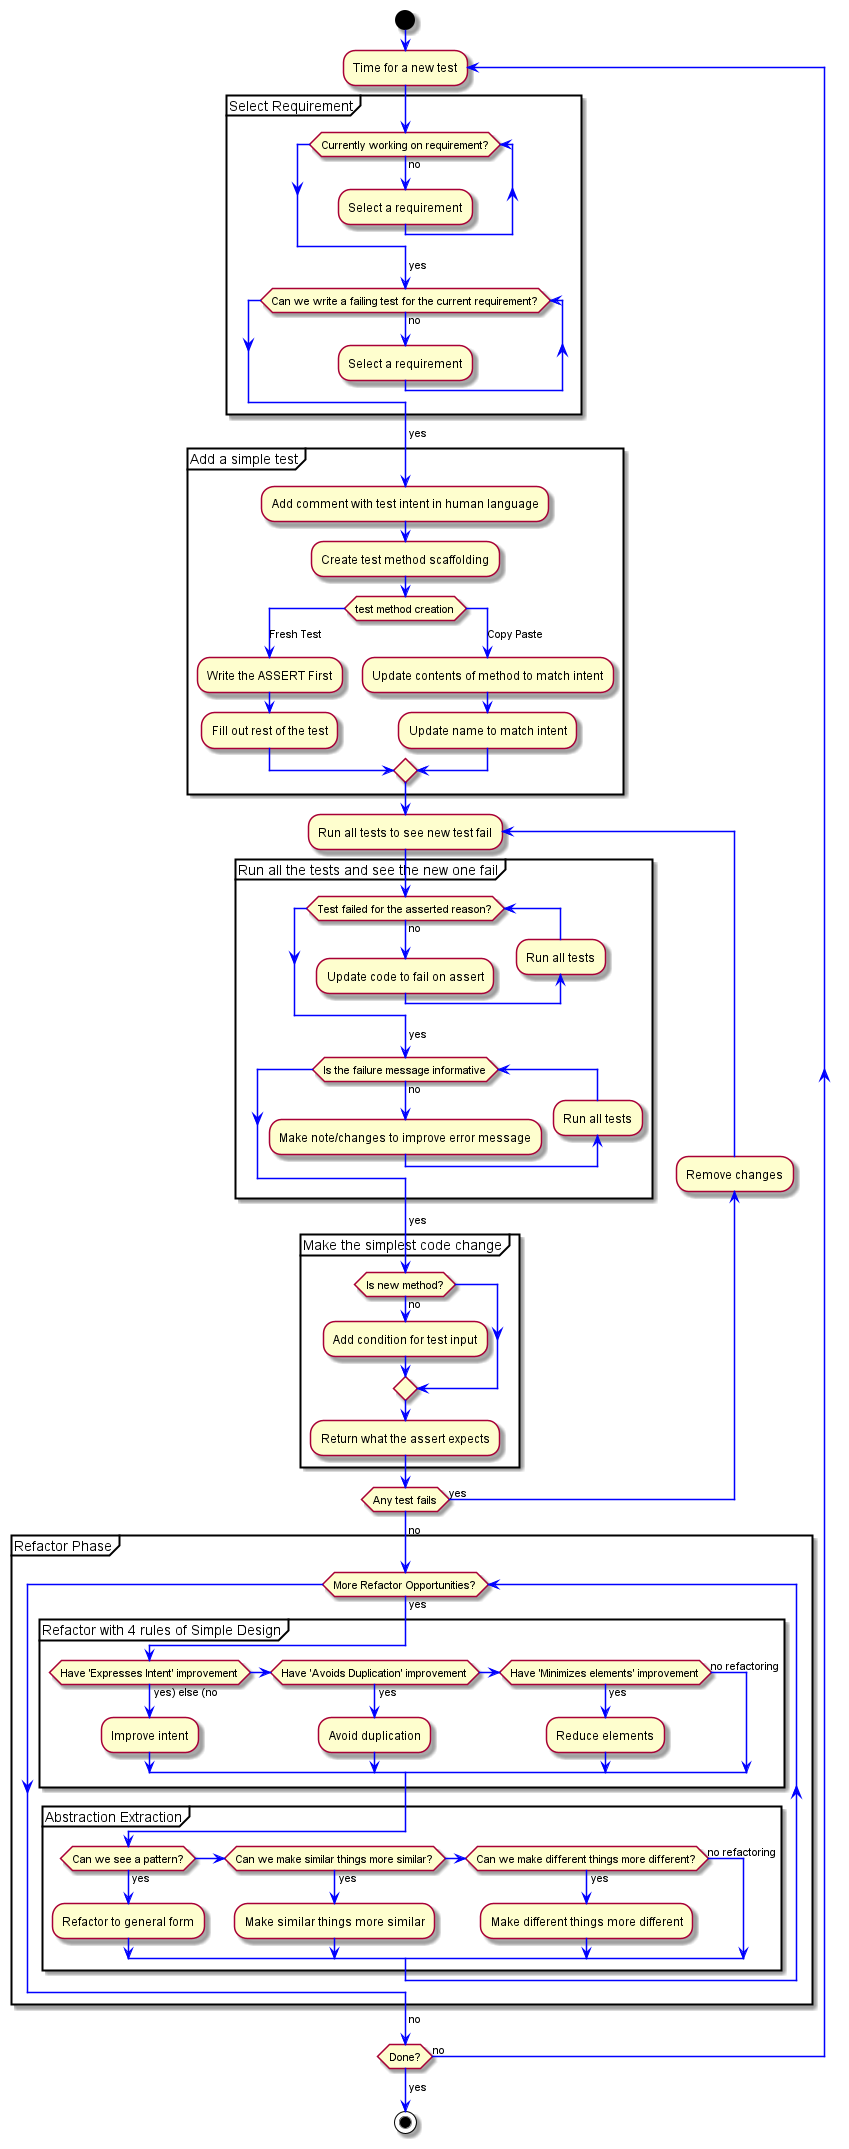 Time for a new test
Select Requirement
Currently working on requirement?
no
Select a requirement
yes
Can we write a failing test for the current requirement?
no
Select a requirement
yes
Add a simple test
Add comment with test intent in human language
Create test method scaffolding
test method creation
Fresh Test
Copy Paste
Write the ASSERT First
Update contents of method to match intent
Fill out rest of the test
Update name to match intent
Run all tests to see new test fail
Run all the tests and see the new one fail
Test failed for the asserted reason?
no
Run all tests
Update code to fail on assert
yes
Is the failure message informative
no
Run all tests
Make note/changes to improve error message
Remove changes
yes
Make the simplest code change
Is new method?
no
Add condition for test input
Return what the assert expects
Any test fails
yes
no
Refactor Phase
More Refactor Opportunities?
yes
Refactor with 4 rules of Simple Design
Have 'Expresses Intent' improvement
Have 'Avoids Duplication' improvement
Have 'Minimizes elements' improvement
no refactoring
yes) else (no
yes
yes
Improve intent
Avoid duplication
Reduce elements
Abstraction Extraction
Can we see a pattern?
Can we make similar things more similar?
Can we make different things more different?
no refactoring
yes
yes
yes
Refactor to general form
Make similar things more similar
Make different things more different
no
Done?
no
yes